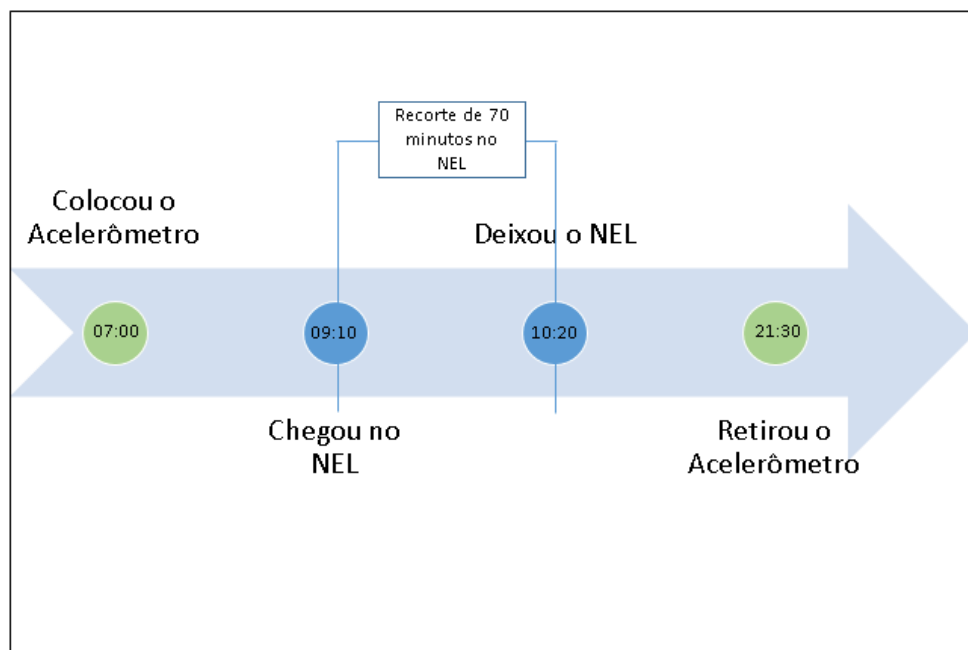 Recorte de 70
minutos no
NEL
Colocou o
Acelerômetro
Deixou o NEL
07:00
09:10
10:20
21:30
Chegou no
NEL
Retirou o
Acelerômetro